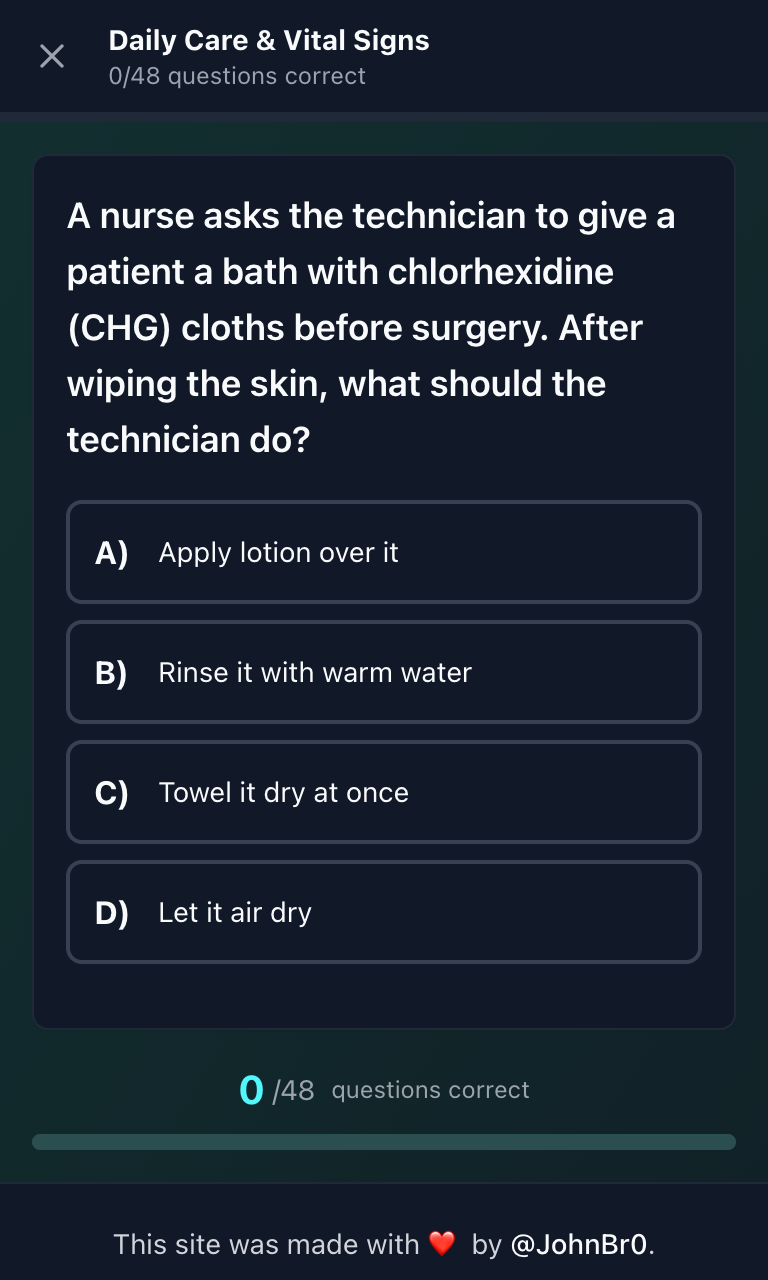 Daily Care & Vital Signs
0/48 questions correct
A nurse asks the technician to give a
patient a bath with chlorhexidine
(CHG) cloths before surgery. After
wiping the skin, what should the
technician do?
A) Apply lotion over it
B) Rinse it with warm water
C) Towel it dry at once
D) Let it air dry
0 /48 questions correct
This site was made with ❤️ by @JohnBr0.